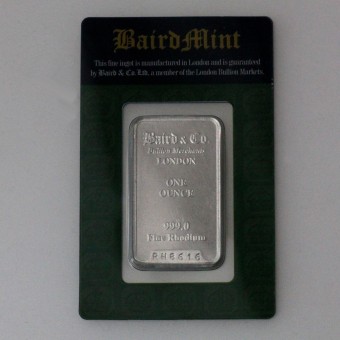 BairdMint
This fine ingot is manufactured in London and is guaranteed
by Baird & Co. Ltd. a member of the London Bullion Markets.
Baird & Co.
Bullion Merchants
LONDON
ONE
OUNCE
999.0
Fine Rhodium
RH8616